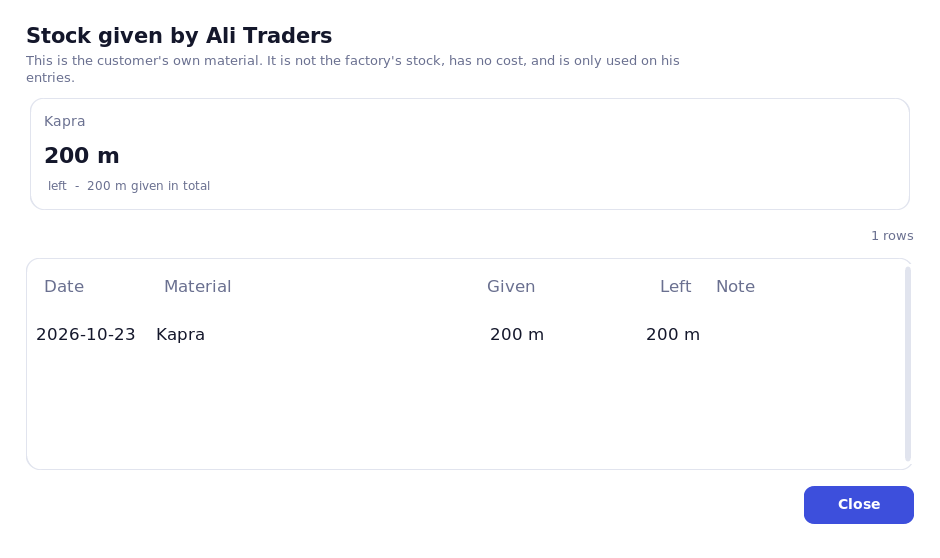 Stock given by Ali Traders
This is the customer's own material. It is not the factory's stock, has no cost, and is only used on his
entries.
Kapra
200 m
left - 200 m given in total
1 rows
Date Material Given Left Note
2026-10-23 Kapra 200 m 200 m
Close